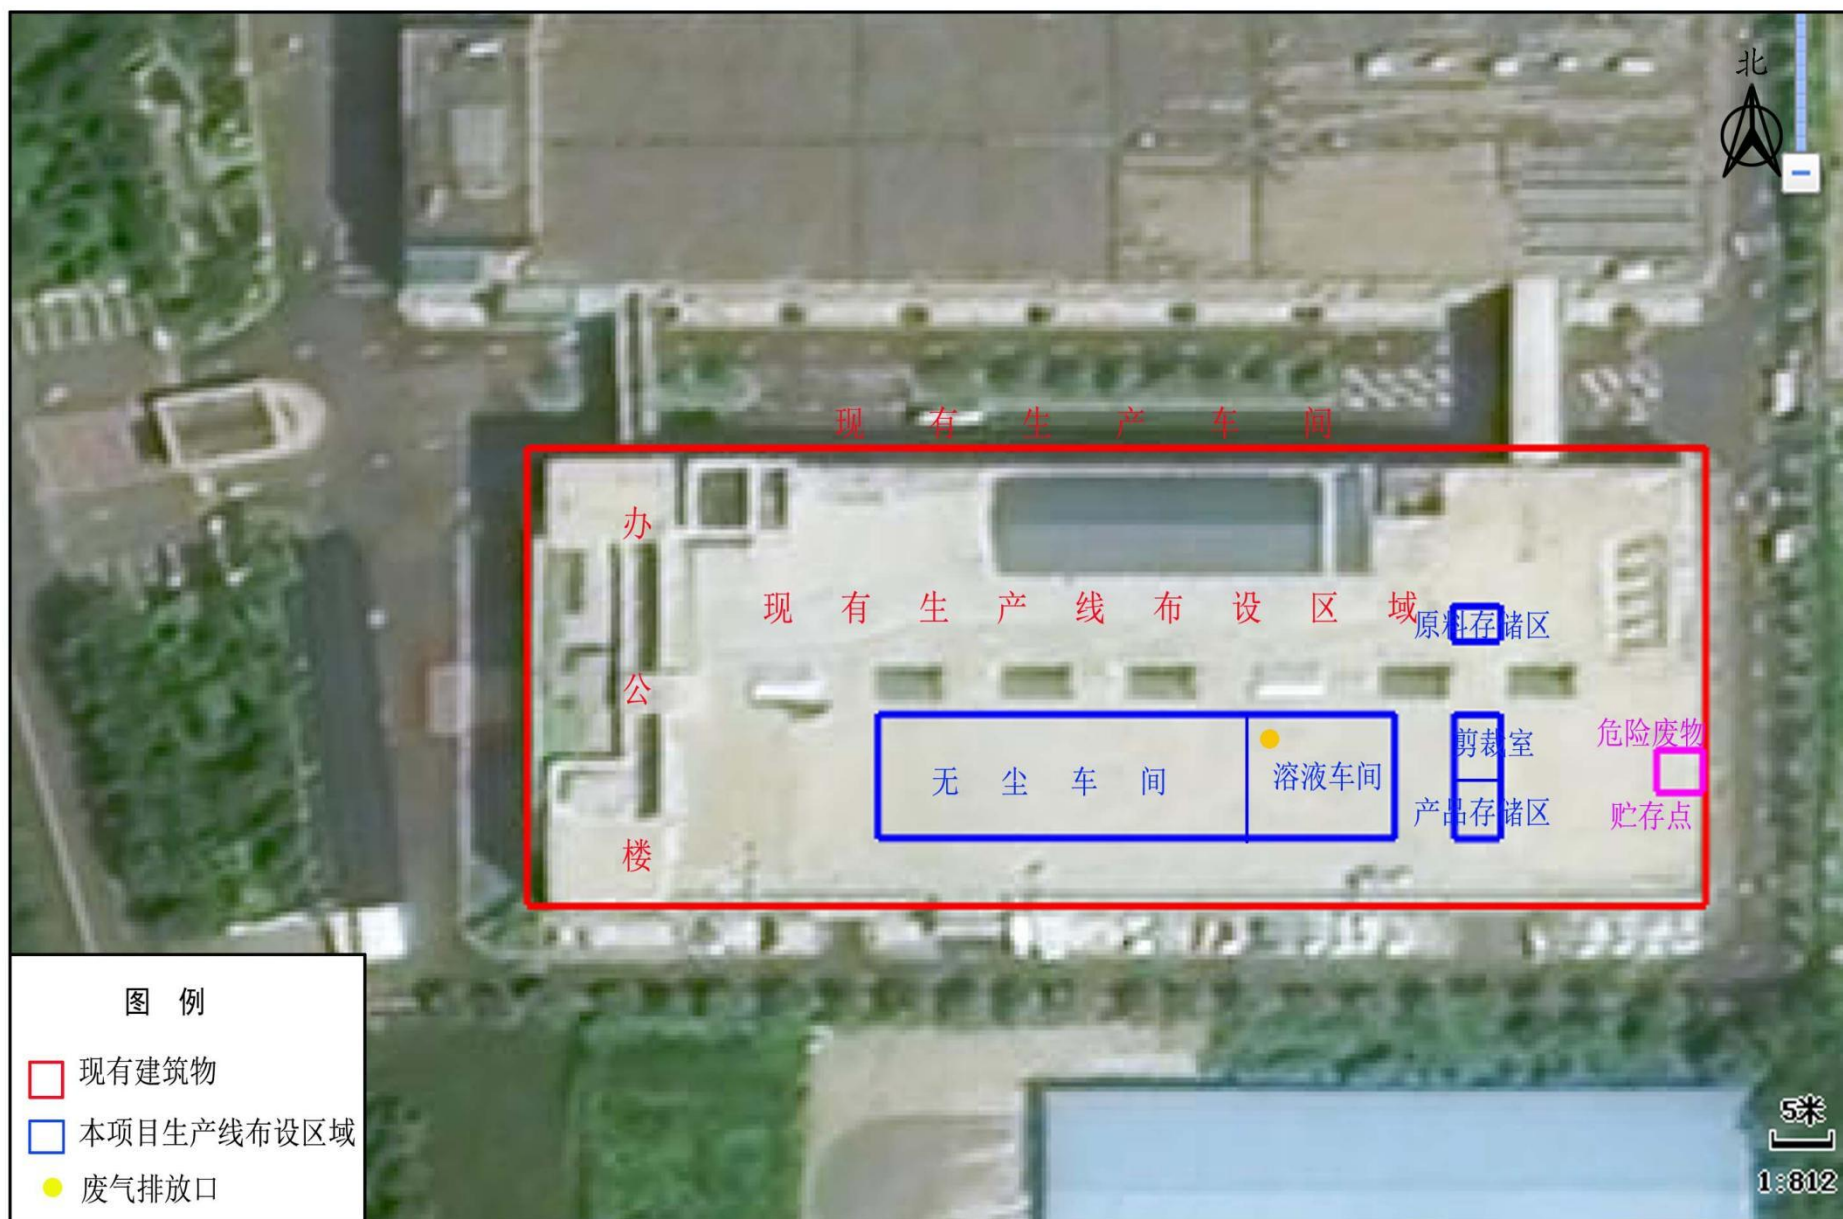 北
现有生产车间
办公楼
现有生产线布设区域
原料存储区
无尘车间
溶液车间
剪裁室
产品存储区
危险废物
贮存点
图 例
现有建筑物
本项目生产线布设区域
废气排放口
5米
1:812